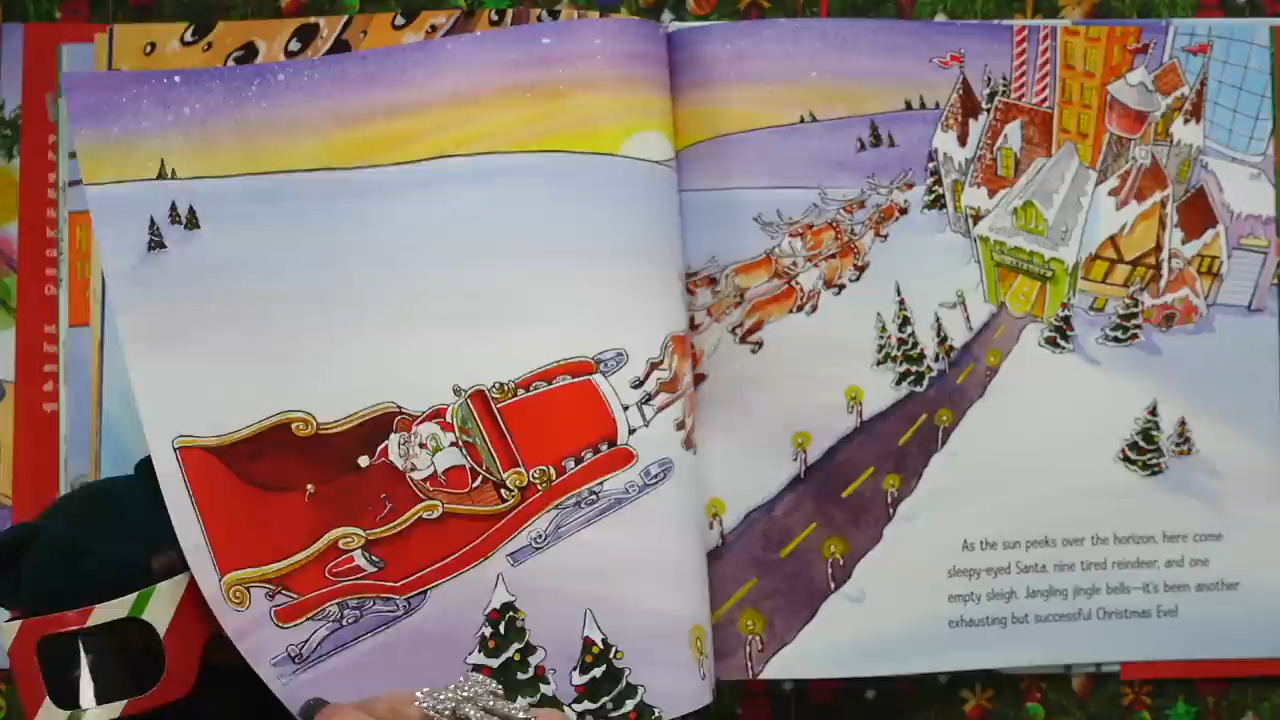 As the sun peeks over the horizon, here come
sleepy-eyed Santa, nine tired reindeer, and one
empty sleigh. Jangling jingle bells—it's been another
exhausting but successful Christmas Eve!